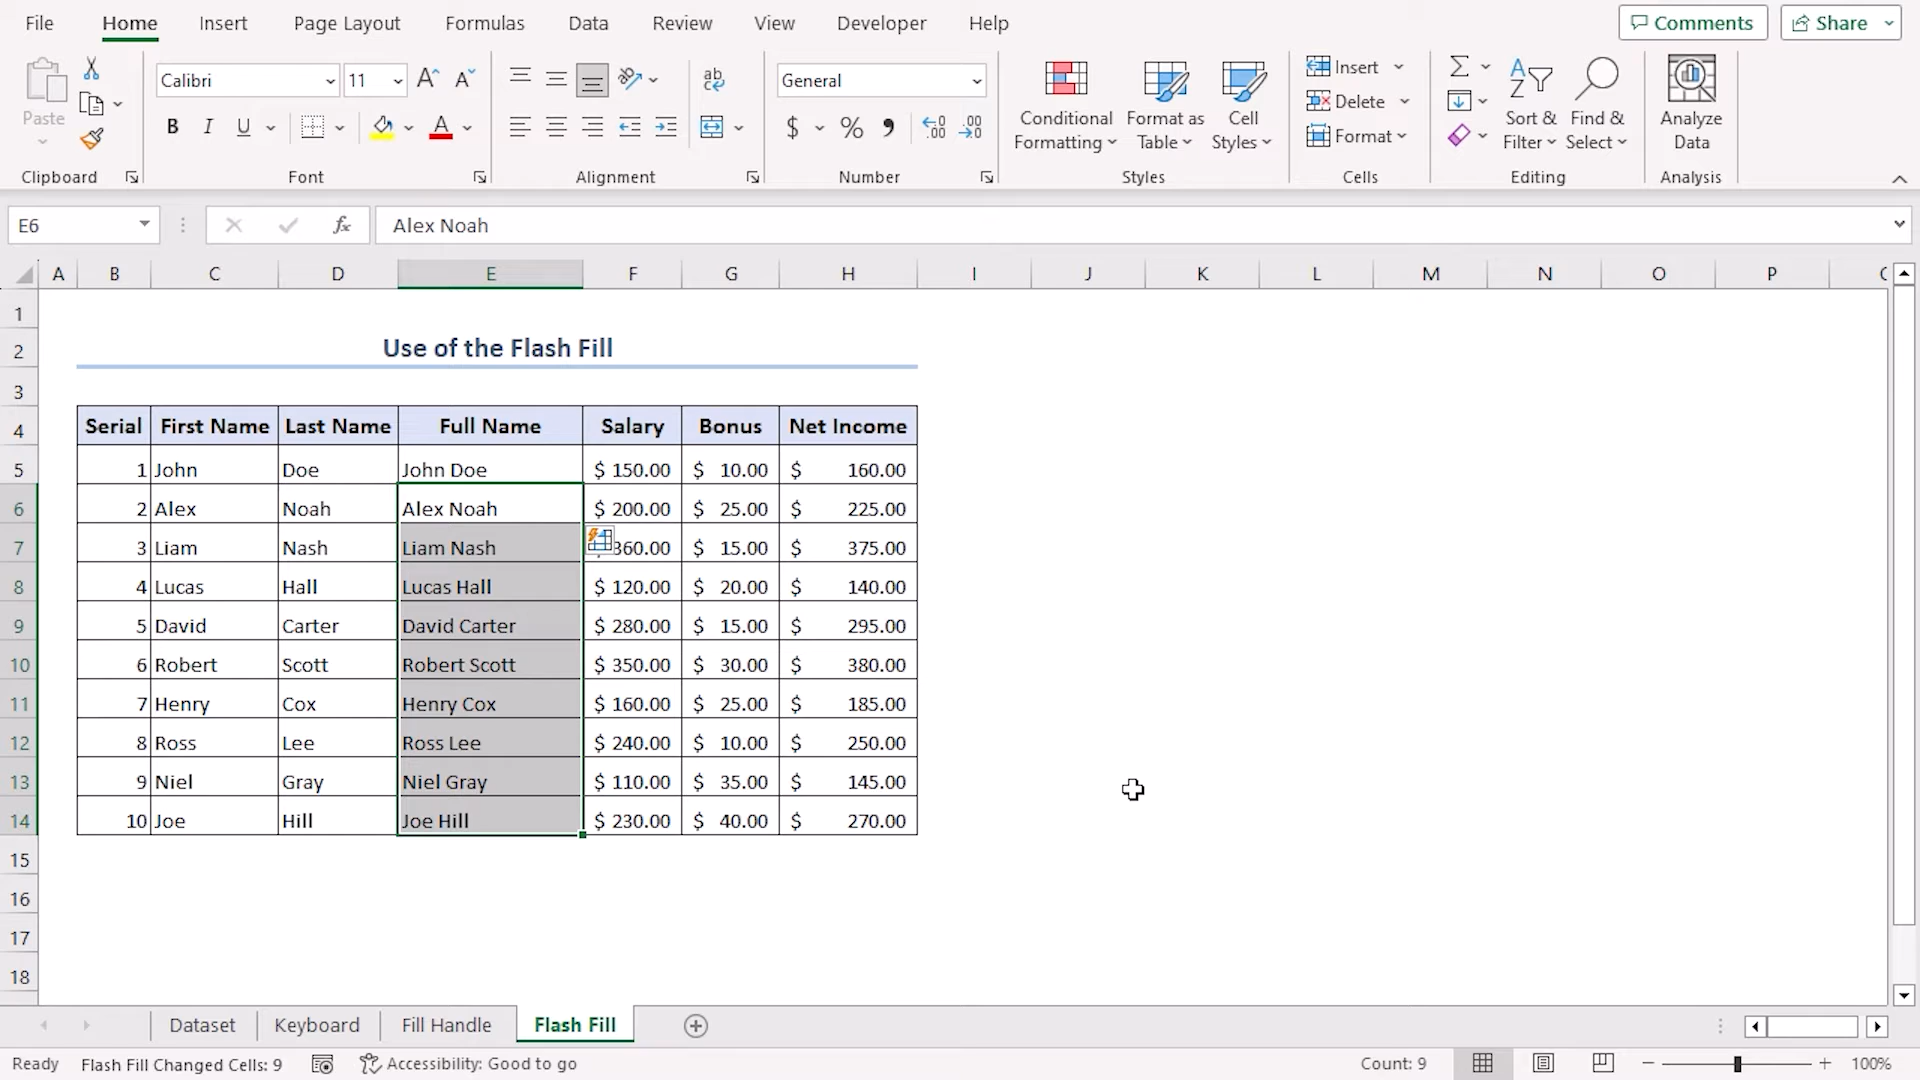 File Home Insert Page Layout Formulas Data Review View Developer Help Comments Share
Calibri 11 A A ab General
Paste
B I U A $ % 9 .00 .00
Conditional Formatting
Format as Table
Cell Styles
Insert
Delete
Format
A Z
Sort & Filter
Find & Select
Analyze Data
Clipboard Font Alignment Number Styles Cells Editing Analysis
E6 fx Alex Noah
A B C D E F G H I J K L M N O P
1
2 Use of the Flash Fill
3
4 Serial First Name Last Name Full Name Salary Bonus Net Income
5 1 John Doe John Doe $ 150.00 $ 10.00 $ 160.00
6 2 Alex Noah Alex Noah $ 200.00 $ 25.00 $ 225.00
7 3 Liam Nash Liam Nash 360.00 $ 15.00 $ 375.00
8 4 Lucas Hall Lucas Hall $ 120.00 $ 20.00 $ 140.00
9 5 David Carter David Carter $ 280.00 $ 15.00 $ 295.00
10 6 Robert Scott Robert Scott $ 350.00 $ 30.00 $ 380.00
11 7 Henry Cox Henry Cox $ 160.00 $ 25.00 $ 185.00
12 8 Ross Lee Ross Lee $ 240.00 $ 10.00 $ 250.00
13 9 Niel Gray Niel Gray $ 110.00 $ 35.00 $ 145.00
14 10 Joe Hill Joe Hill $ 230.00 $ 40.00 $ 270.00
15
16
17
18
Dataset Keyboard Fill Handle Flash Fill
Ready Flash Fill Changed Cells: 9 Accessibility: Good to go Count: 9 100%